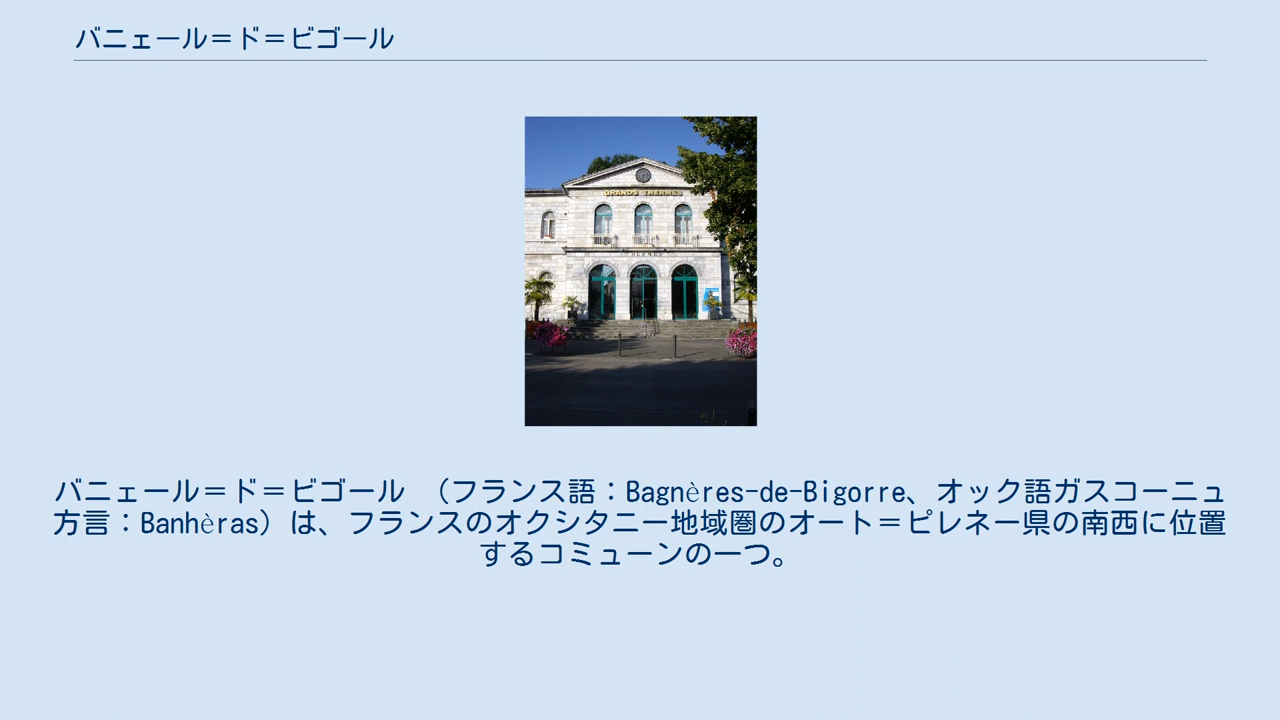 バニェール＝ド＝ビゴール
GRANDS THERMES
THERMES
バニェール＝ド＝ビゴール （フランス語：Bagnères-de-Bigorre、オック語ガスコーニュ
方言：Banhèras）は、フランスのオクシタニー地域圏のオート＝ピレネー県の南西に位置
するコミューンの一つ。